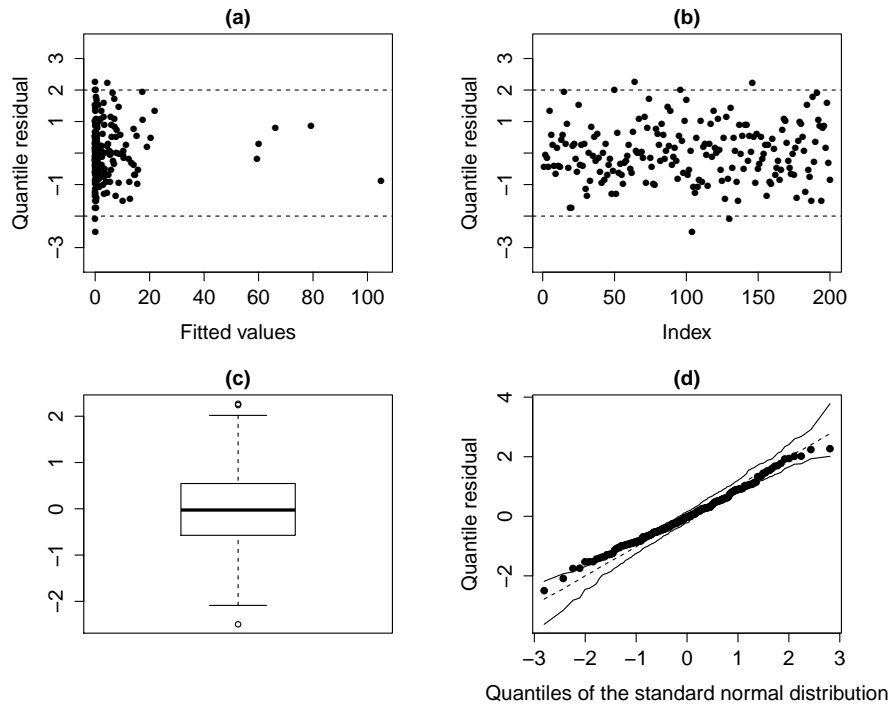 (a)
Quantile residual
3
2
1
−1
−3
0 20 40 60 80 100
Fitted values
(b)
Quantile residual
3
2
1
−1
−3
0 50 100 150 200
Index
(c)
2
1
0
−1
−2
(d)
Quantile residual
4
2
0
−2
−3 −2 −1 0 1 2 3
Quantiles of the standard normal distribution